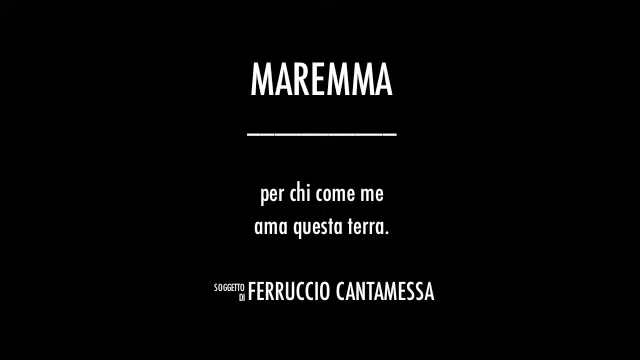 MAREMMA
per chi come me
ama questa terra.
SOGGETTO DI FERRUCCIO CANTAMESSA